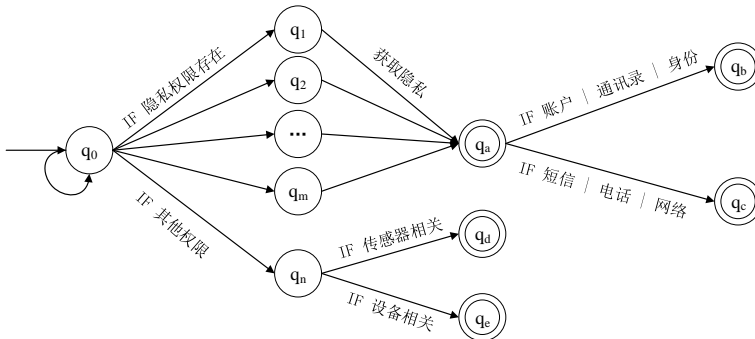 q0
IF 隐私权限存在
q1
q2
...
qm
获取隐私
qa
IF 账户 | 通讯录 | 身份
qb
IF 短信 | 电话 | 网络
qc
IF 其他权限
qn
IF 传感器相关
qd
IF 设备相关
qe